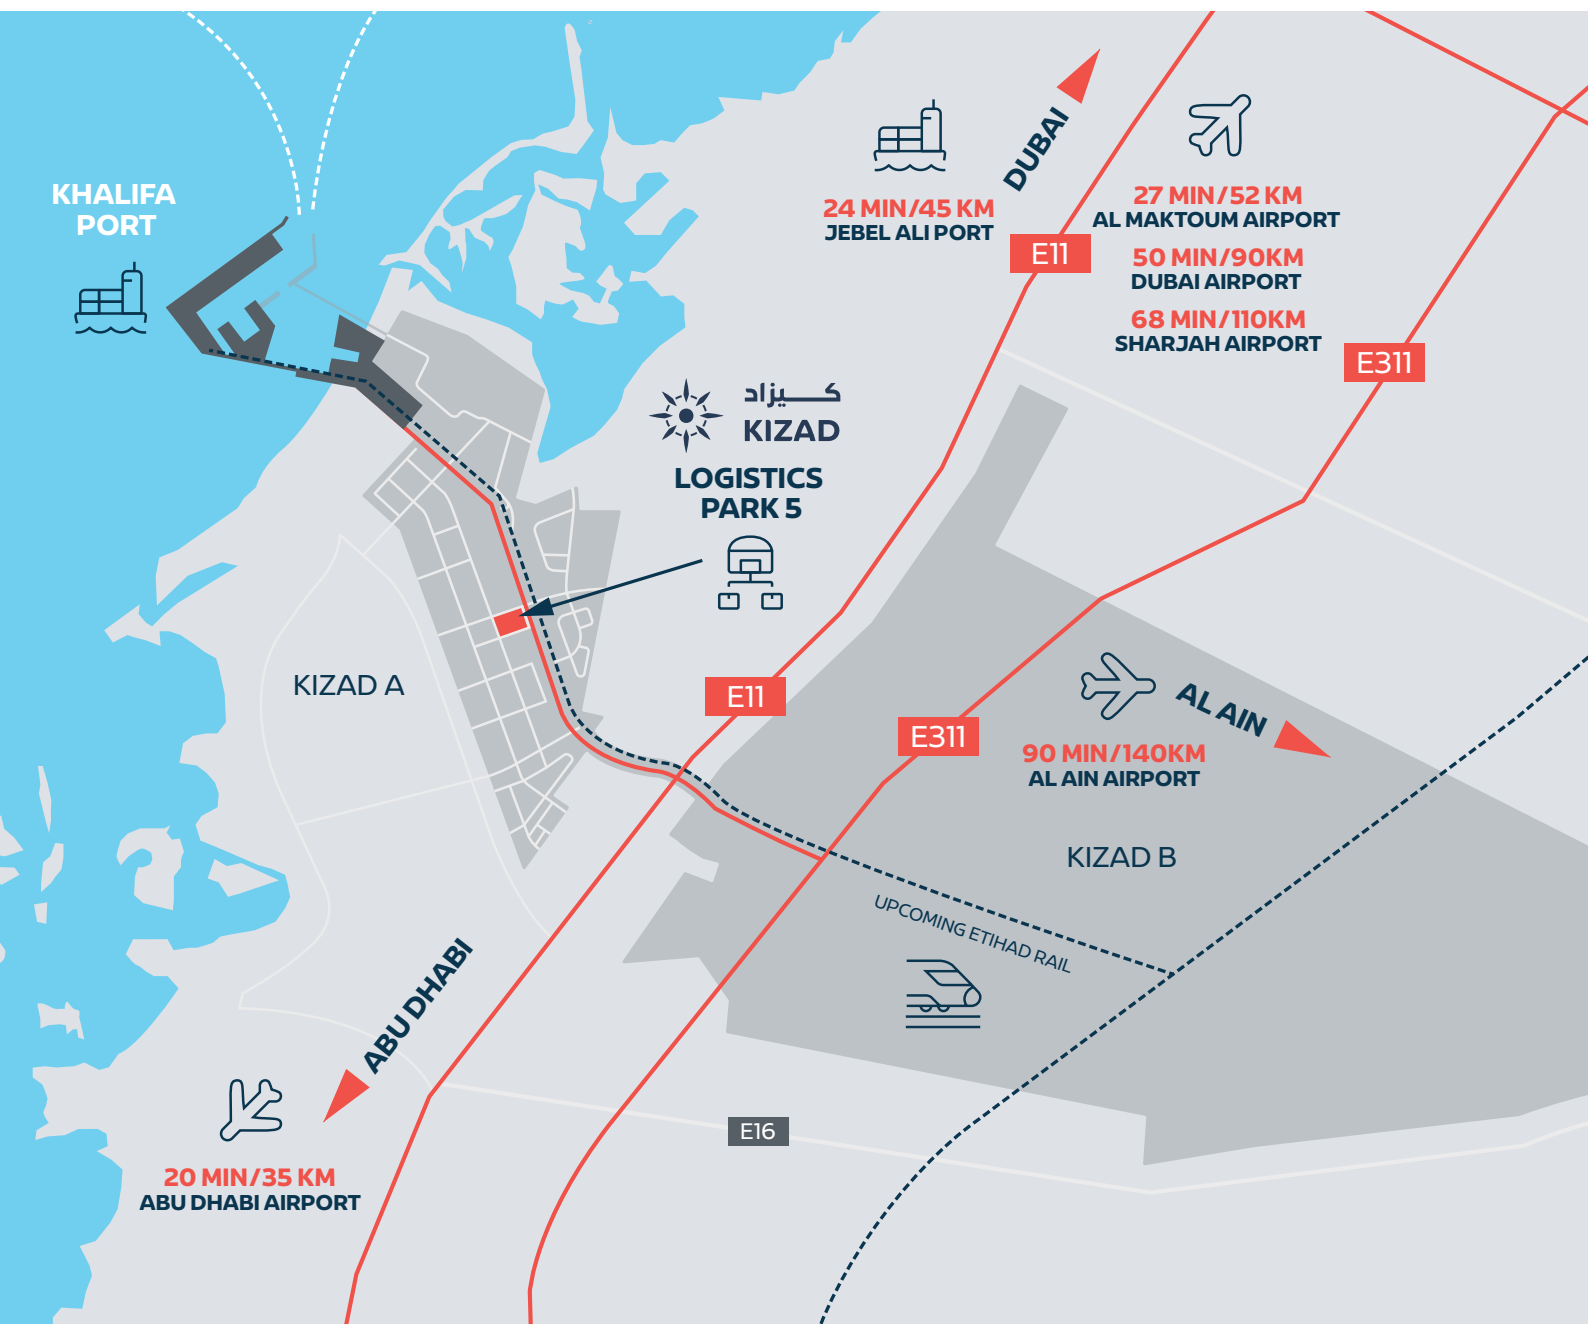 KHALIFA
PORT
24 MIN/45 KM
JEBEL ALI PORT
DUBAI
E11
27 MIN/52 KM
AL MAKTOUM AIRPORT
50 MIN/90KM
DUBAI AIRPORT
68 MIN/110KM
SHARJAH AIRPORT
E311
كيزاد
KIZAD
LOGISTICS
PARK 5
KIZAD A
E11
E311
AL AIN
90 MIN/140KM
AL AIN AIRPORT
KIZAD B
UPCOMING ETIHAD RAIL
ABU DHABI
20 MIN/35 KM
ABU DHABI AIRPORT
E16